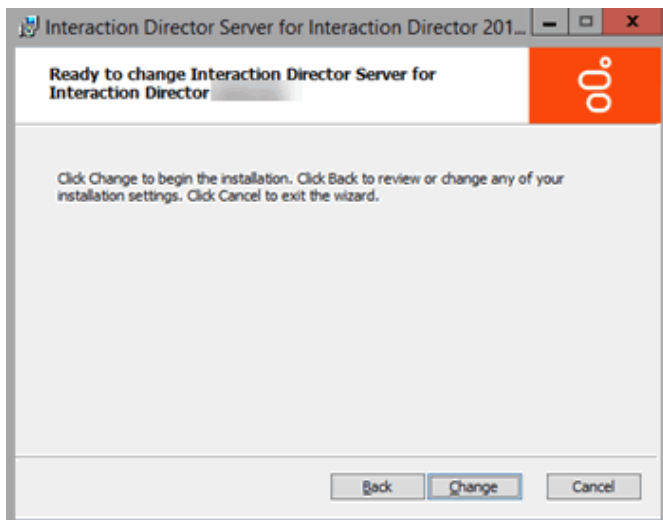 Interaction Director Server for Interaction Director 201...
Ready to change Interaction Director Server for
Interaction Director
Click Change to begin the installation. Click Back to review or change any of your
installation settings. Click Cancel to exit the wizard.
Back
Change
Cancel